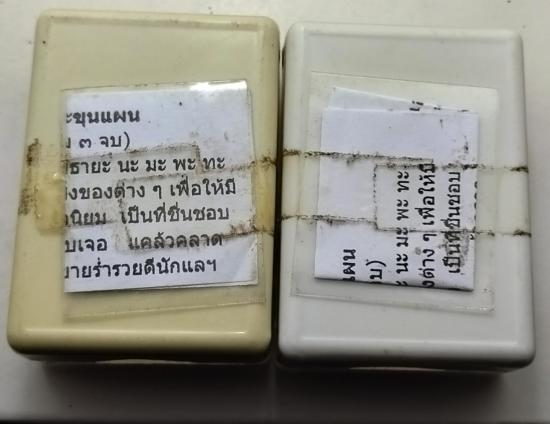 ะขุนแผน
๓ จบ)
ธายะ นะ มะ พะ ทะ
ของต่าง ๆ เพื่อให้มี
นิยม เป็นที่ชื่นชอบ
บเจอ แคล้วคลาด
ขายร่ำรวยดีนักแลฯ
แผน
บ)
นะ มะ พะ ทะ
งต่าง ๆ เพื่อให้มี
เป็นที่ชื่นชอบ